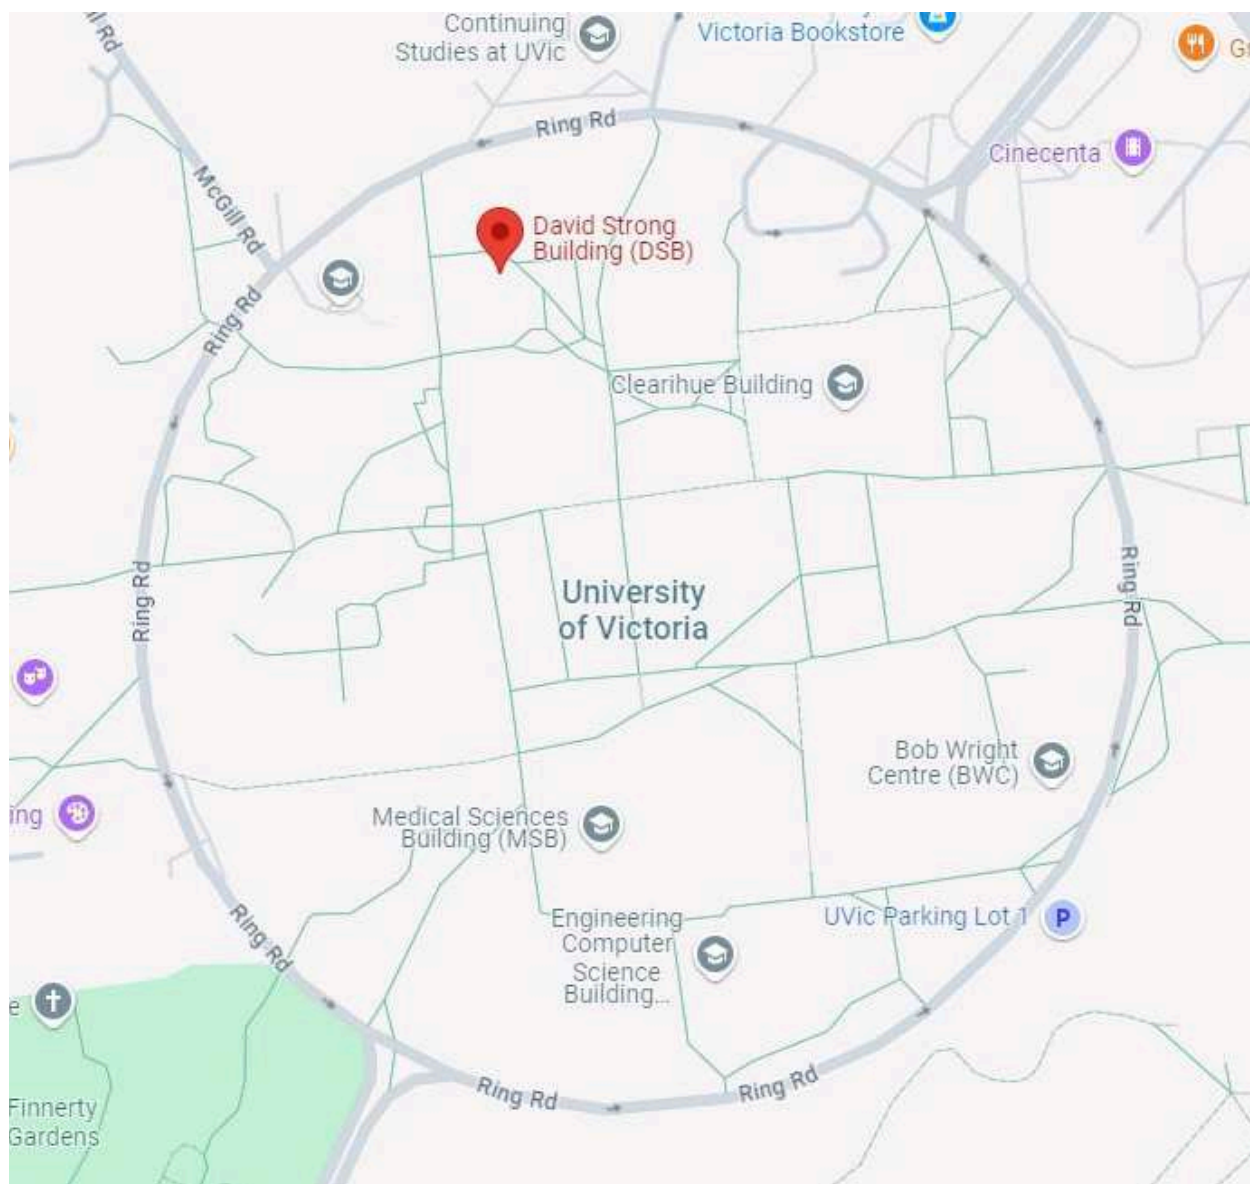 Continuing
Studies at UVic
Victoria Bookstore
Ring Rd
Cinecenta
McGill Rd
David Strong
Building (DSB)
Ring Rd
Clearihue Building
Ring Rd
Ring Rd
University
of Victoria
Bob Wright
Centre (BWC)
Medical Sciences
Building (MSB)
Engineering
Computer
Science
Building...
UVic Parking Lot 1
P
Ring Rd
Finnerty
Gardens
Ring Rd
Ring Rd